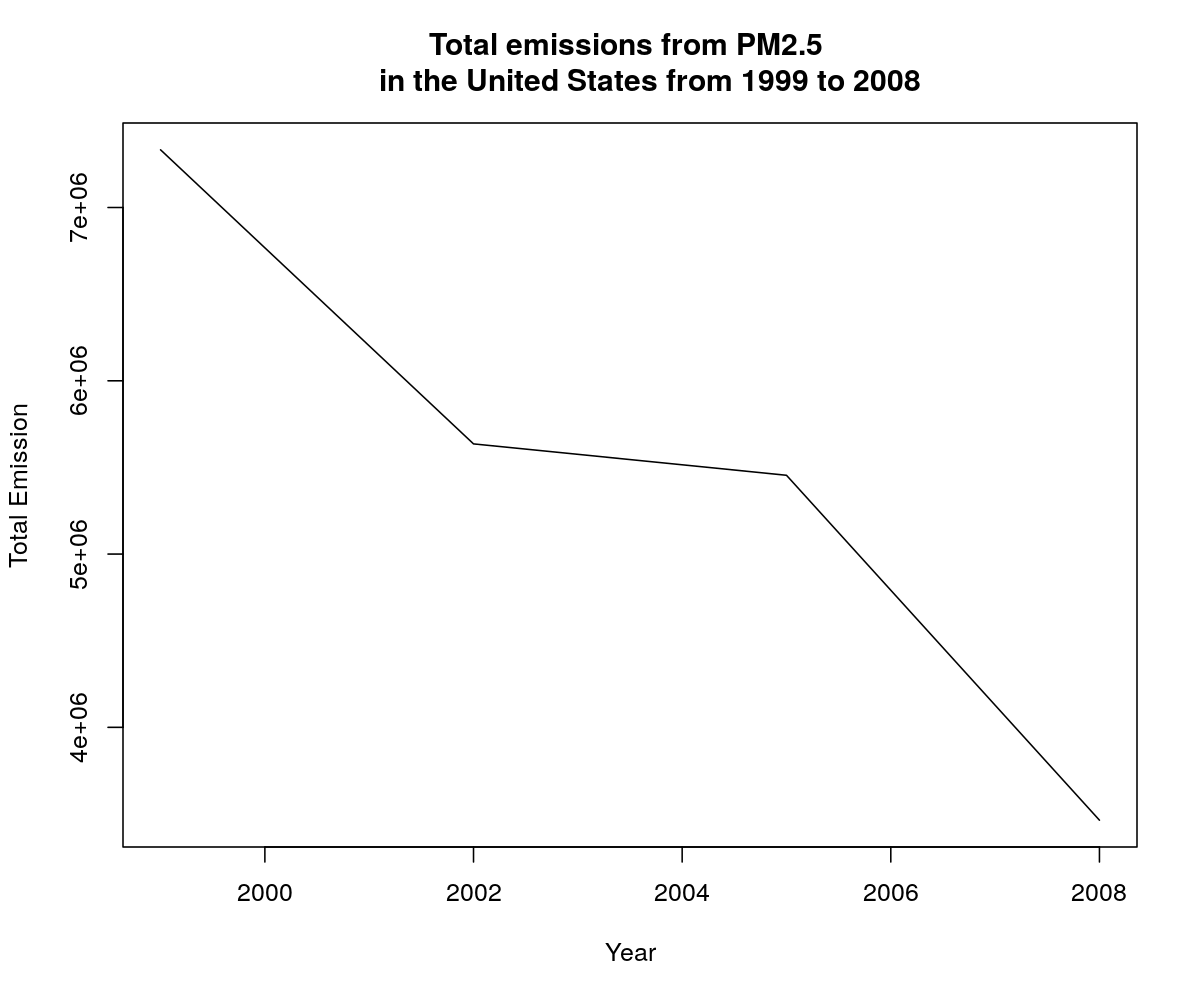 Total emissions from PM2.5
in the United States from 1999 to 2008
Total Emission
7e+06
6e+06
5e+06
4e+06
2000 2002 2004 2006 2008
Year